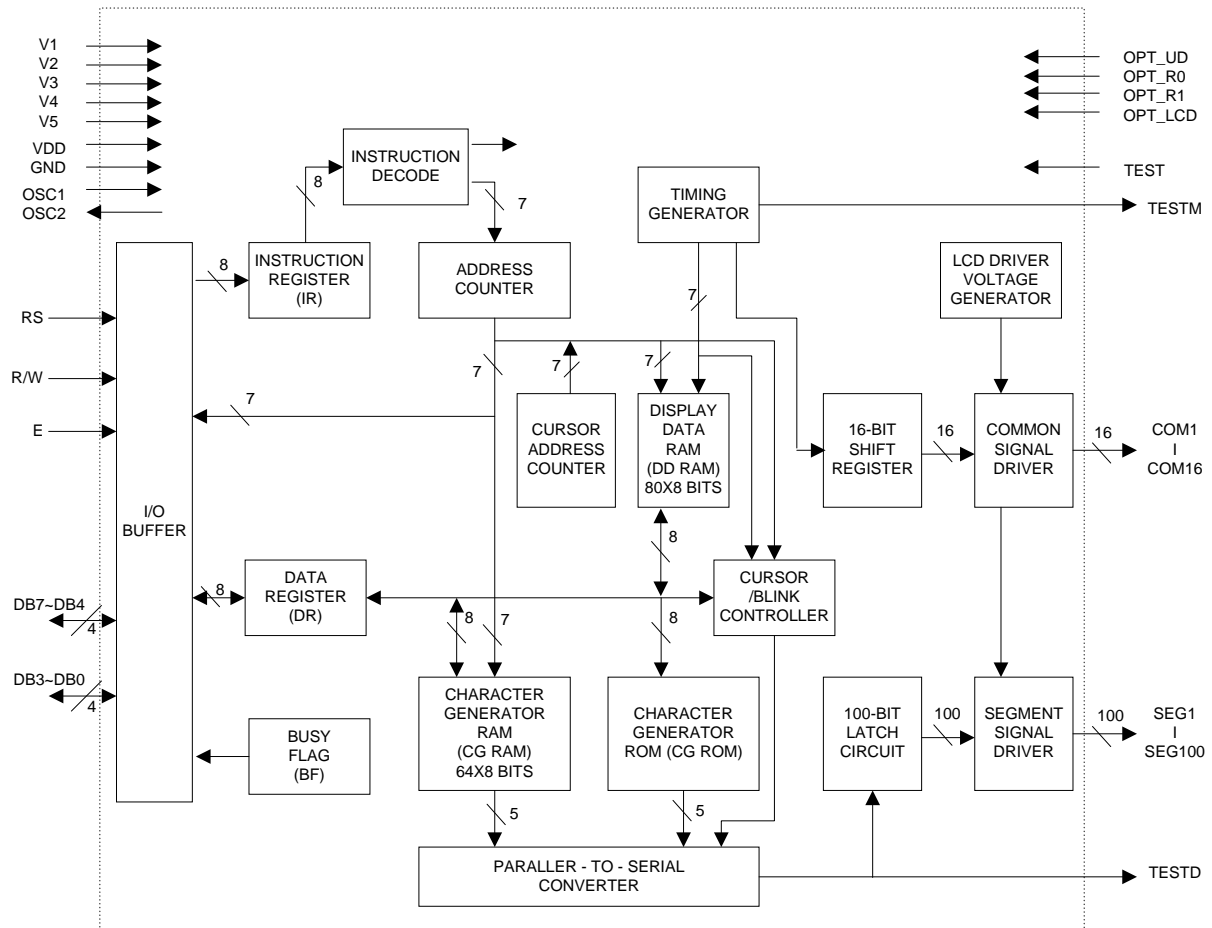 V1
V2
V3
V4
V5
VDD
GND
OSC1
OSC2
OPT_UD
OPT_R0
OPT_R1
OPT_LCD
TEST
TESTM
INSTRUCTION
DECODE
8
7
TIMING
GENERATOR
8
INSTRUCTION
REGISTER
(IR)
ADDRESS
COUNTER
LCD DRIVER
VOLTAGE
GENERATOR
7
RS
R/W
E
7
7
7
7
CURSOR
ADDRESS
COUNTER
DISPLAY
DATA
RAM
(DD RAM)
80X8 BITS
16-BIT
SHIFT
REGISTER
16
COMMON
SIGNAL
DRIVER
16
COM1
I
COM16
I/O
BUFFER
8
DB7~DB4
4
8
DATA
REGISTER
(DR)
CURSOR
/BLINK
CONTROLLER
8
7
8
DB3~DB0
4
BUSY
FLAG
(BF)
CHARACTER
GENERATOR
RAM
(CG RAM)
64X8 BITS
CHARACTER
GENERATOR
ROM (CG ROM)
100-BIT
LATCH
CIRCUIT
100
SEGMENT
SIGNAL
DRIVER
100
SEG1
I
SEG100
5
5
PARALLER - TO - SERIAL
CONVERTER
TESTD